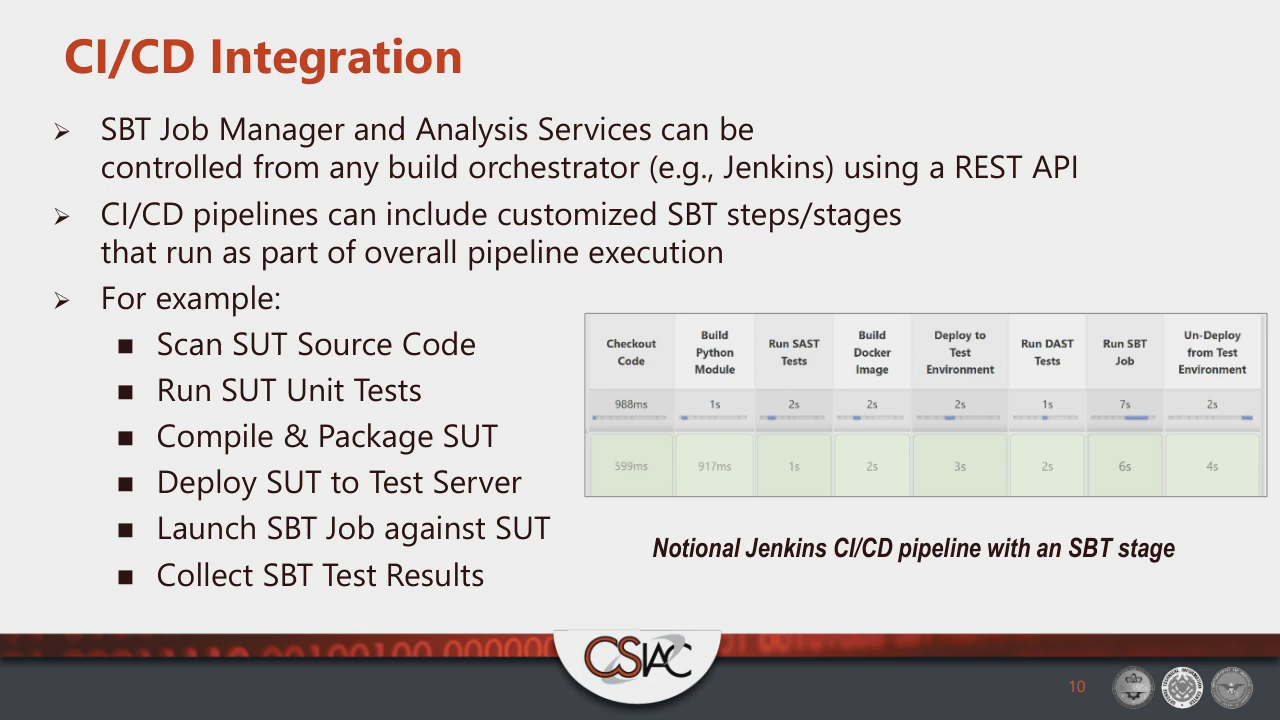 CI/CD Integration
SBT Job Manager and Analysis Services can be
controlled from any build orchestrator (e.g., Jenkins) using a REST API
CI/CD pipelines can include customized SBT steps/stages
that run as part of overall pipeline execution
For example:
Scan SUT Source Code
Run SUT Unit Tests
Compile & Package SUT
Deploy SUT to Test Server
Launch SBT Job against SUT
Collect SBT Test Results
Checkout
Code
Build
Python
Module
Run SAST
Tests
Build
Docker
Image
Deploy to
Test
Environment
Run DAST
Tests
Run SBT
Job
Un-Deploy
from Test
Environment
988ms 1s 2s 2s 2s 1s 7s 2s
599ms 917ms 1s 2s 3s 2s 6s 4s
Notional Jenkins CI/CD pipeline with an SBT stage
CSIAC
10